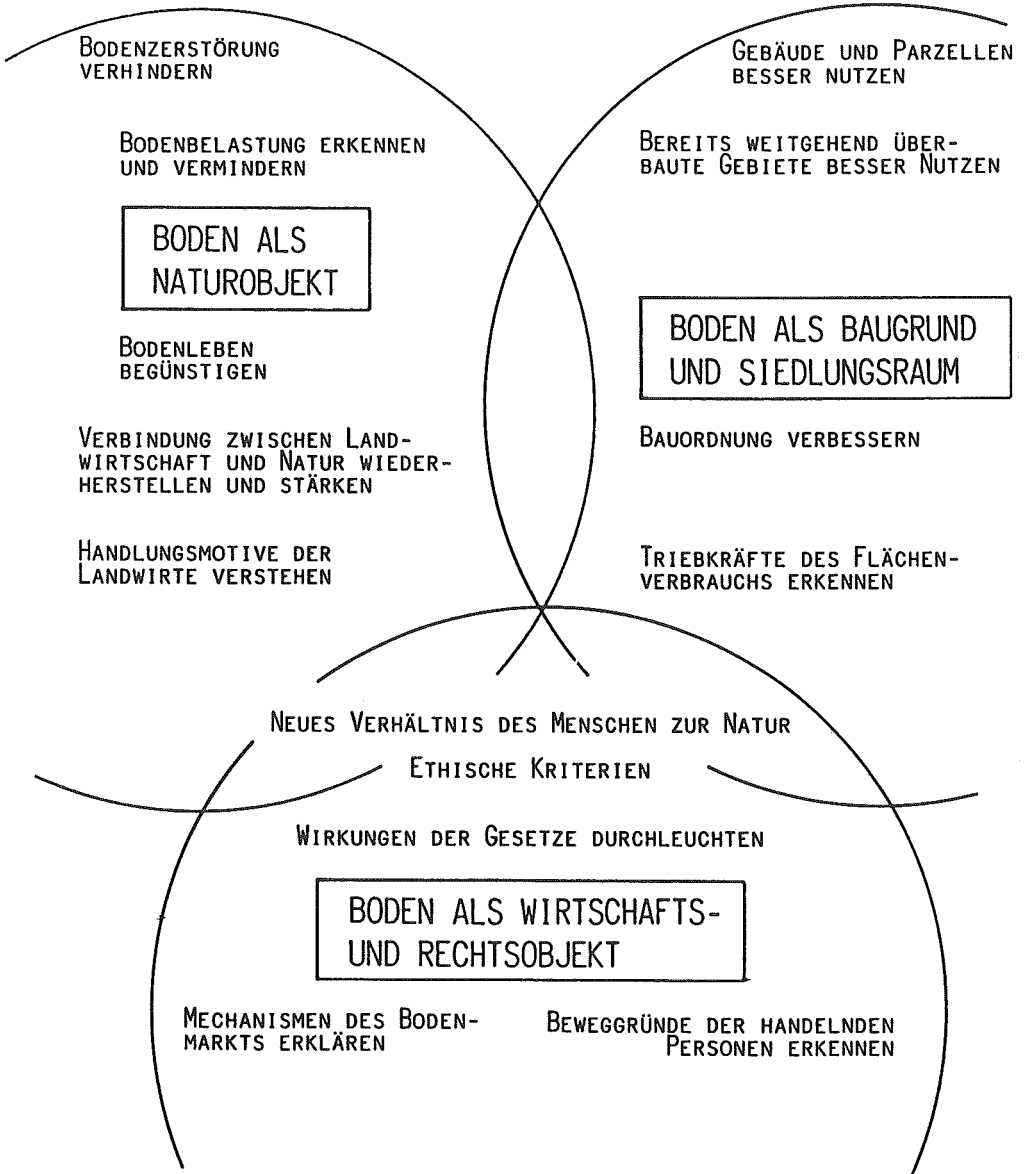 BODENZERSTÖRUNG
VERHINDERN
BODENBELASTUNG ERKENNEN
UND VERMINDERN
BODEN ALS
NATUROBJEKT
BODENLEBEN
BEGÜNSTIGEN
VERBINDUNG ZWISCHEN LAND-
WIRTSCHAFT UND NATUR WIEDER-
HERSTELLEN UND STÄRKEN
HANDLUNGSMOTIVE DER
LANDWIRTE VERSTEHEN
GEBÄUDE UND PARZELLEN
BESSER NUTZEN
BEREITS WEITGEHEND ÜBER-
BAUTE GEBIETE BESSER NUTZEN
BODEN ALS BAUGRUND
UND SIEDLUNGSRAUM
BAUORDNUNG VERBESSERN
TRIEBKRÄFTE DES FLÄCHEN-
VERBRAUCHS ERKENNEN
NEUES VERHÄLTNIS DES MENSCHEN ZUR NATUR
ETHISCHE KRITERIEN
WIRKUNGEN DER GESETZE DURCHLEUCHTEN
BODEN ALS WIRTSCHAFTS-
UND RECHTSOBJEKT
MECHANISMEN DES BODEN-
MARKTS ERKLÄREN
BEWEGGRÜNDE DER HANDELNDEN
PERSONEN ERKENNEN